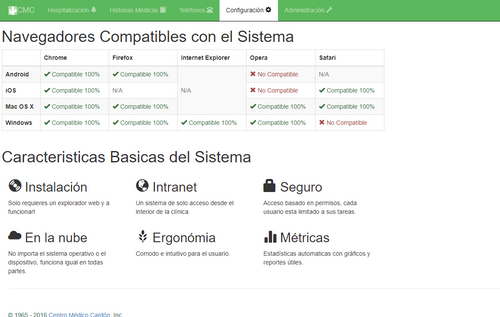 CMC Hospitalización Historias Médicas Teléfonos Configuración Administración
Navegadores Compatibles con el Sistema
Chrome Firefox Internet Explorer Opera Safari
Android Compatible 100% Compatible 100% No Compatible N/A
iOS Compatible 100% N/A N/A No Compatible Compatible 100%
Mac OS X Compatible 100% Compatible 100% Compatible 100% Compatible 100%
Windows Compatible 100% Compatible 100% Compatible 100% Compatible 100% No Compatible
Caracteristicas Basicas del Sistema
Instalación Intranet Seguro
Solo requieres un explorador web y a Un sistema de solo acceso desde el Acceso basado en permisos, cada
funcionar!! interior de la clínica. usuario esta limitado a sus tareas.
En la nube Ergonómia Métricas
No importa el sistema operativo o el Comodo e intuitivo para el usuario. Estadísticas automaticas con gráficos y
dispositivo, funciona igual en todas reportes útiles.
partes.
© 1965 - 2016 Centro Médico Cardón, Inc.